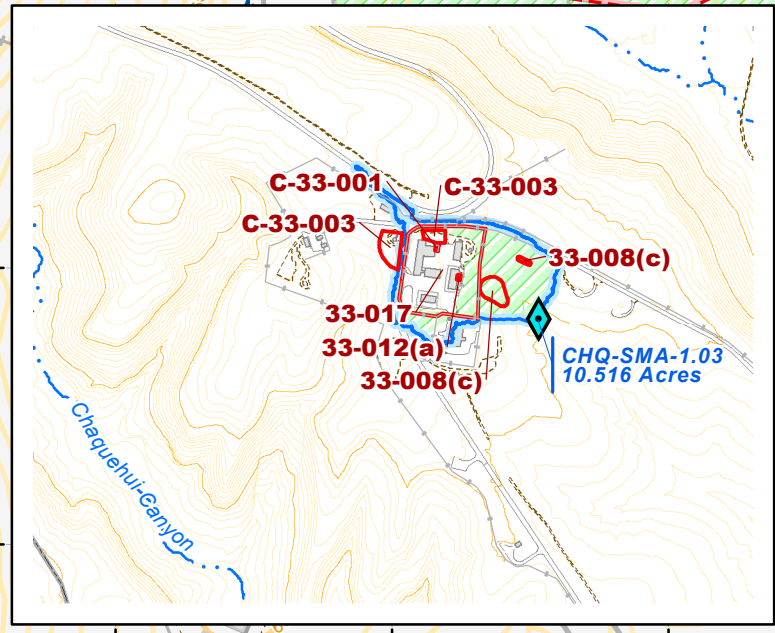 C-33-001
C-33-003
C-33-003
33-008(c)
33-017
33-012(a)
33-008(c)
CHQ-SMA-1.03
10.516 Acres
Chaquehui-Canyon